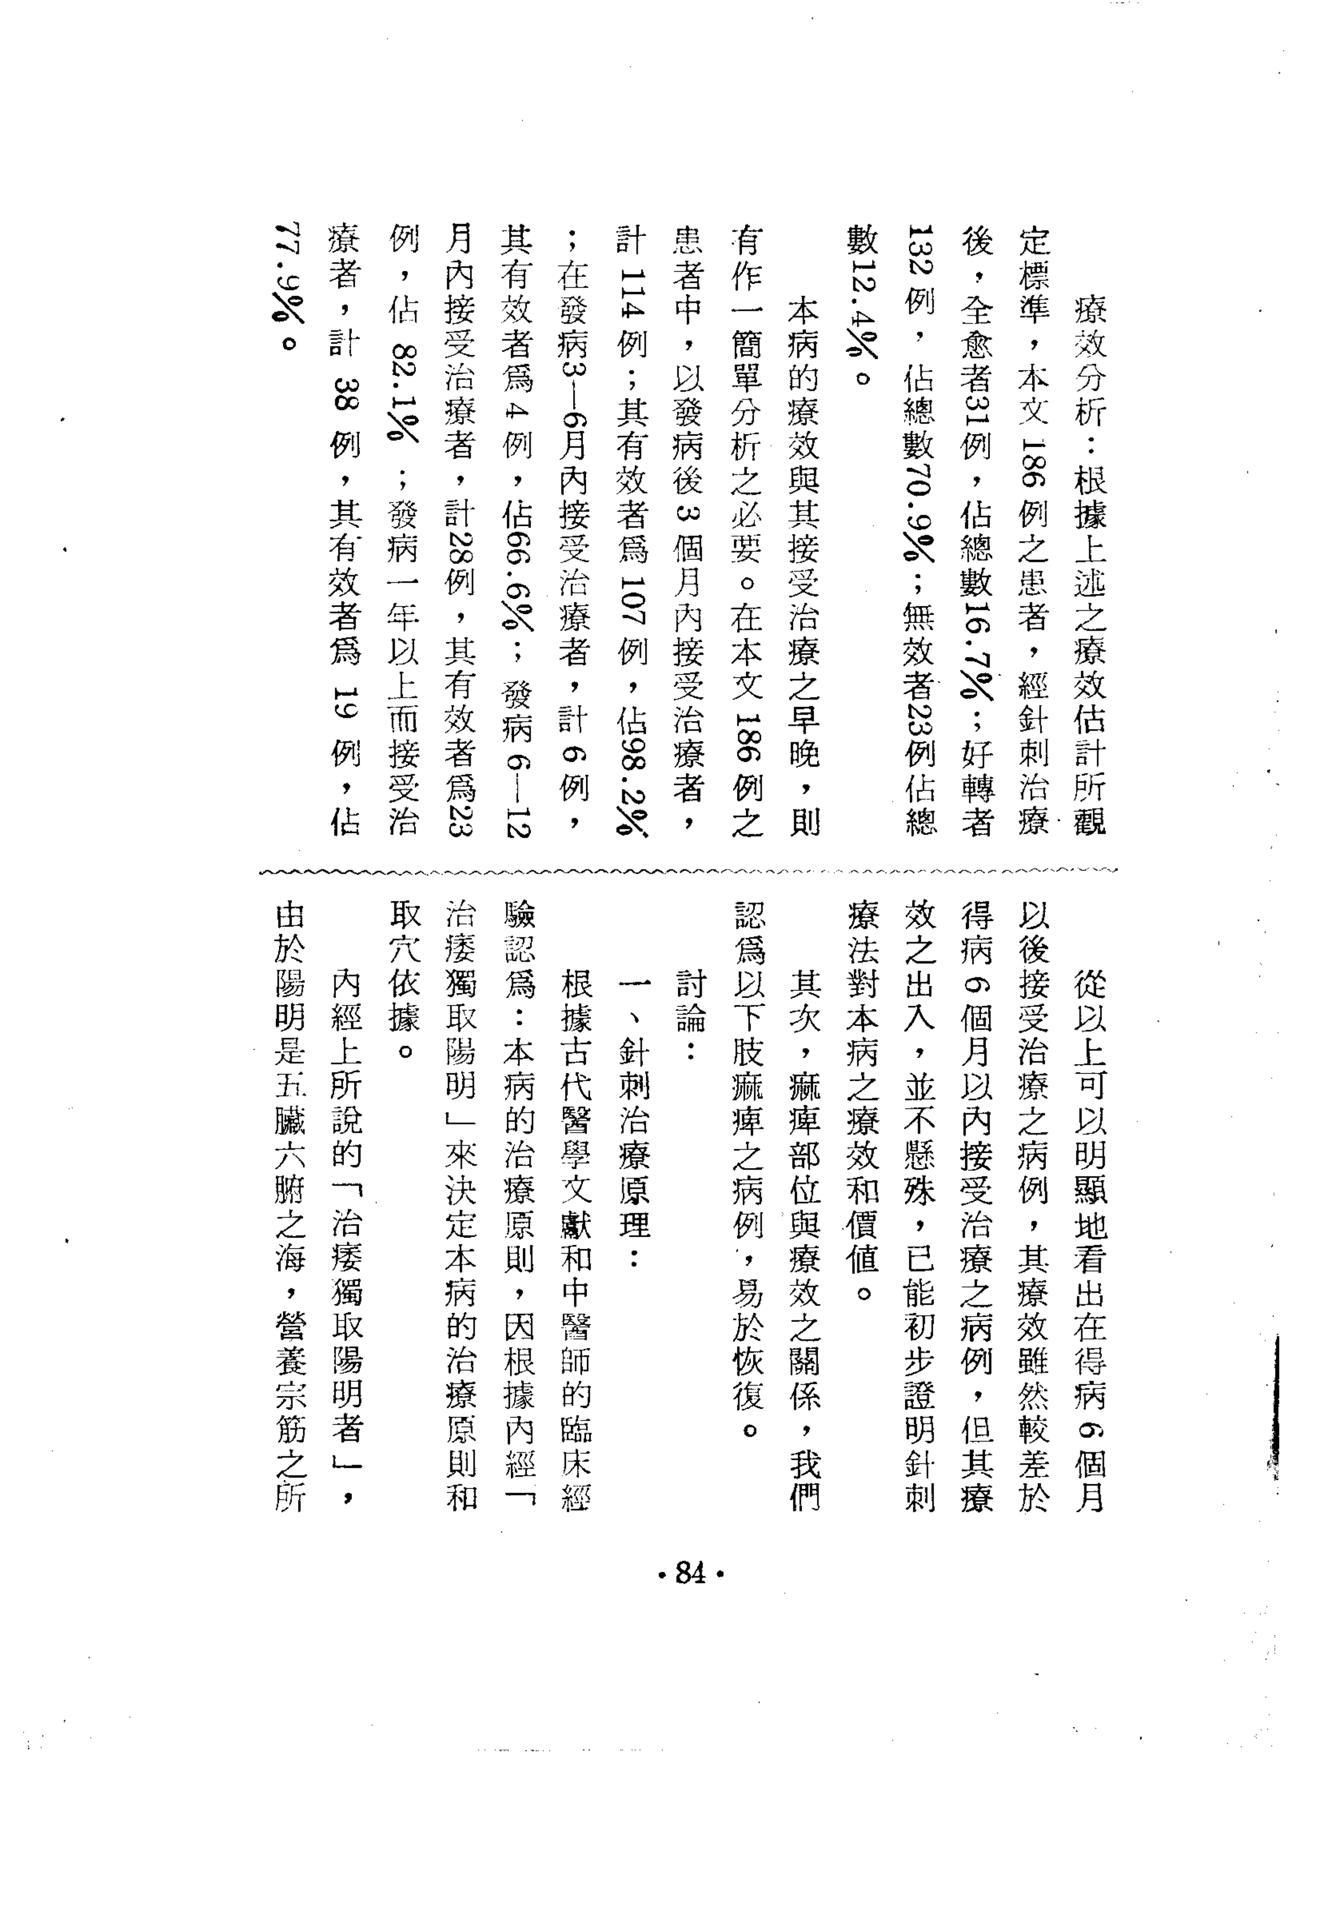 療效分析：根據上述之療效估計所觀
定標準，本文186例之患者，經針刺治療
後，全愈者31例，佔總數16.7%；好轉者
132例，佔總數70.9%；無效者23例佔總
數12.4%。
本病的療效與其接受治療之早晚，則
有作一簡單分析之必要。在本文186例之
患者中，以發病後3個月內接受治療者，
計114例；其有效者爲107例，佔98.2%
；在發病3—6月內接受治療者，計6例，
其有效者爲4例，佔66.6%；發病6—12
月內接受治療者，計28例，其有效者爲23
例，佔82.1%；發病一年以上而接受治
療者，計38例，其有效者爲19例，佔
77.9%。
從以上可以明顯地看出在得病6個月
以後接受治療之病例，其療效雖然較差於
得病6個月以內接受治療之病例，但其療
效之出入，並不懸殊，已能初步證明針刺
療法對本病之療效和價值。
其次，痲痺部位與療效之關係，我們
認爲以下肢痲痺之病例，易於恢復。
討論：
一、針刺治療原理：
根據古代醫學文獻和中醫師的臨床經
驗認爲：本病的治療原則，因根據內經「
治痿獨取陽明」來決定本病的治療原則和
取穴依據。
內經上所說的「治痿獨取陽明者」，
由於陽明是五臟六腑之海，營養宗筋之所
•84•